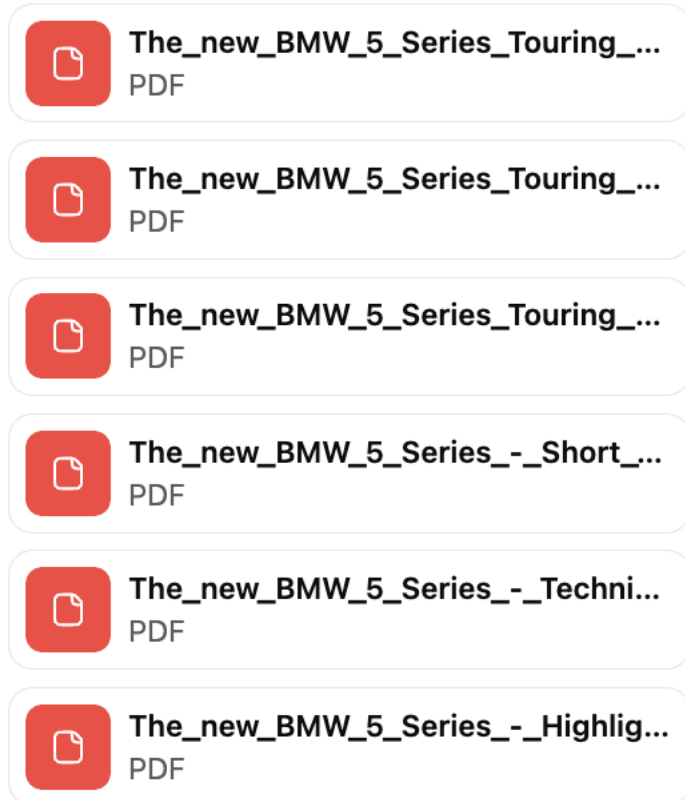 The_new_BMW_5_Series_Touring_...
PDF
The_new_BMW_5_Series_Touring_...
PDF
The_new_BMW_5_Series_Touring_...
PDF
The_new_BMW_5_Series_-_Short_...
PDF
The_new_BMW_5_Series_-_Techni...
PDF
The_new_BMW_5_Series_-_Highlig...
PDF